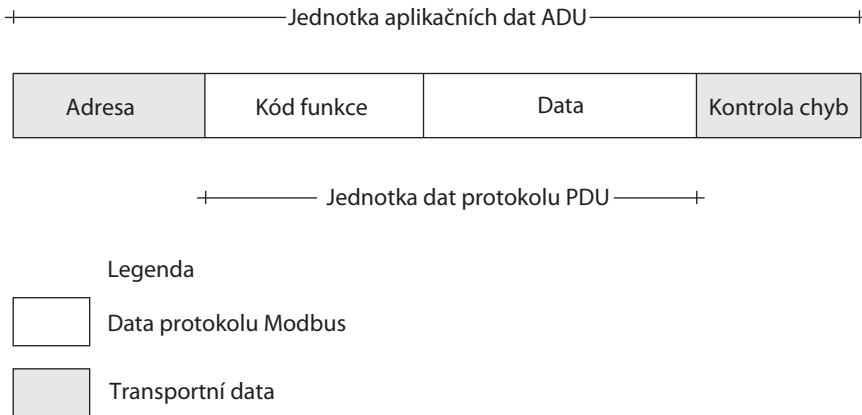 Jednotka aplikačních dat ADU
Adresa Kód funkce Data Kontrola chyb
Jednotka dat protokolu PDU
Legenda
Data protokolu Modbus
Transportní data